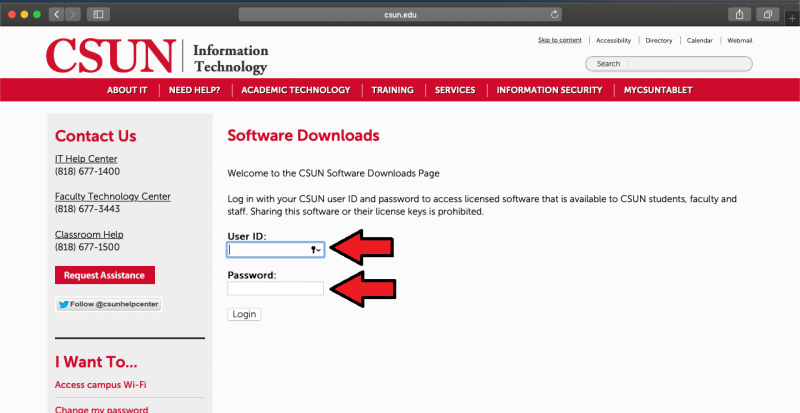 csun.edu
CSUN
Information
Technology
Skip to content
Accessibility
Directory
Calendar
Webmail
Search
ABOUT IT
NEED HELP?
ACADEMIC TECHNOLOGY
TRAINING
SERVICES
INFORMATION SECURITY
MYCSUNTABLET
Contact Us
IT Help Center
(818) 677-1400
Faculty Technology Center
(818) 677-3443
Classroom Help
(818) 677-1500
Request Assistance
Follow @csunhelpcenter
I Want To...
Access campus Wi-Fi
Change my password
Software Downloads
Welcome to the CSUN Software Downloads Page
Log in with your CSUN user ID and password to access licensed software that is available to CSUN students, faculty and
staff. Sharing this software or their license keys is prohibited.
User ID:
Password:
Login